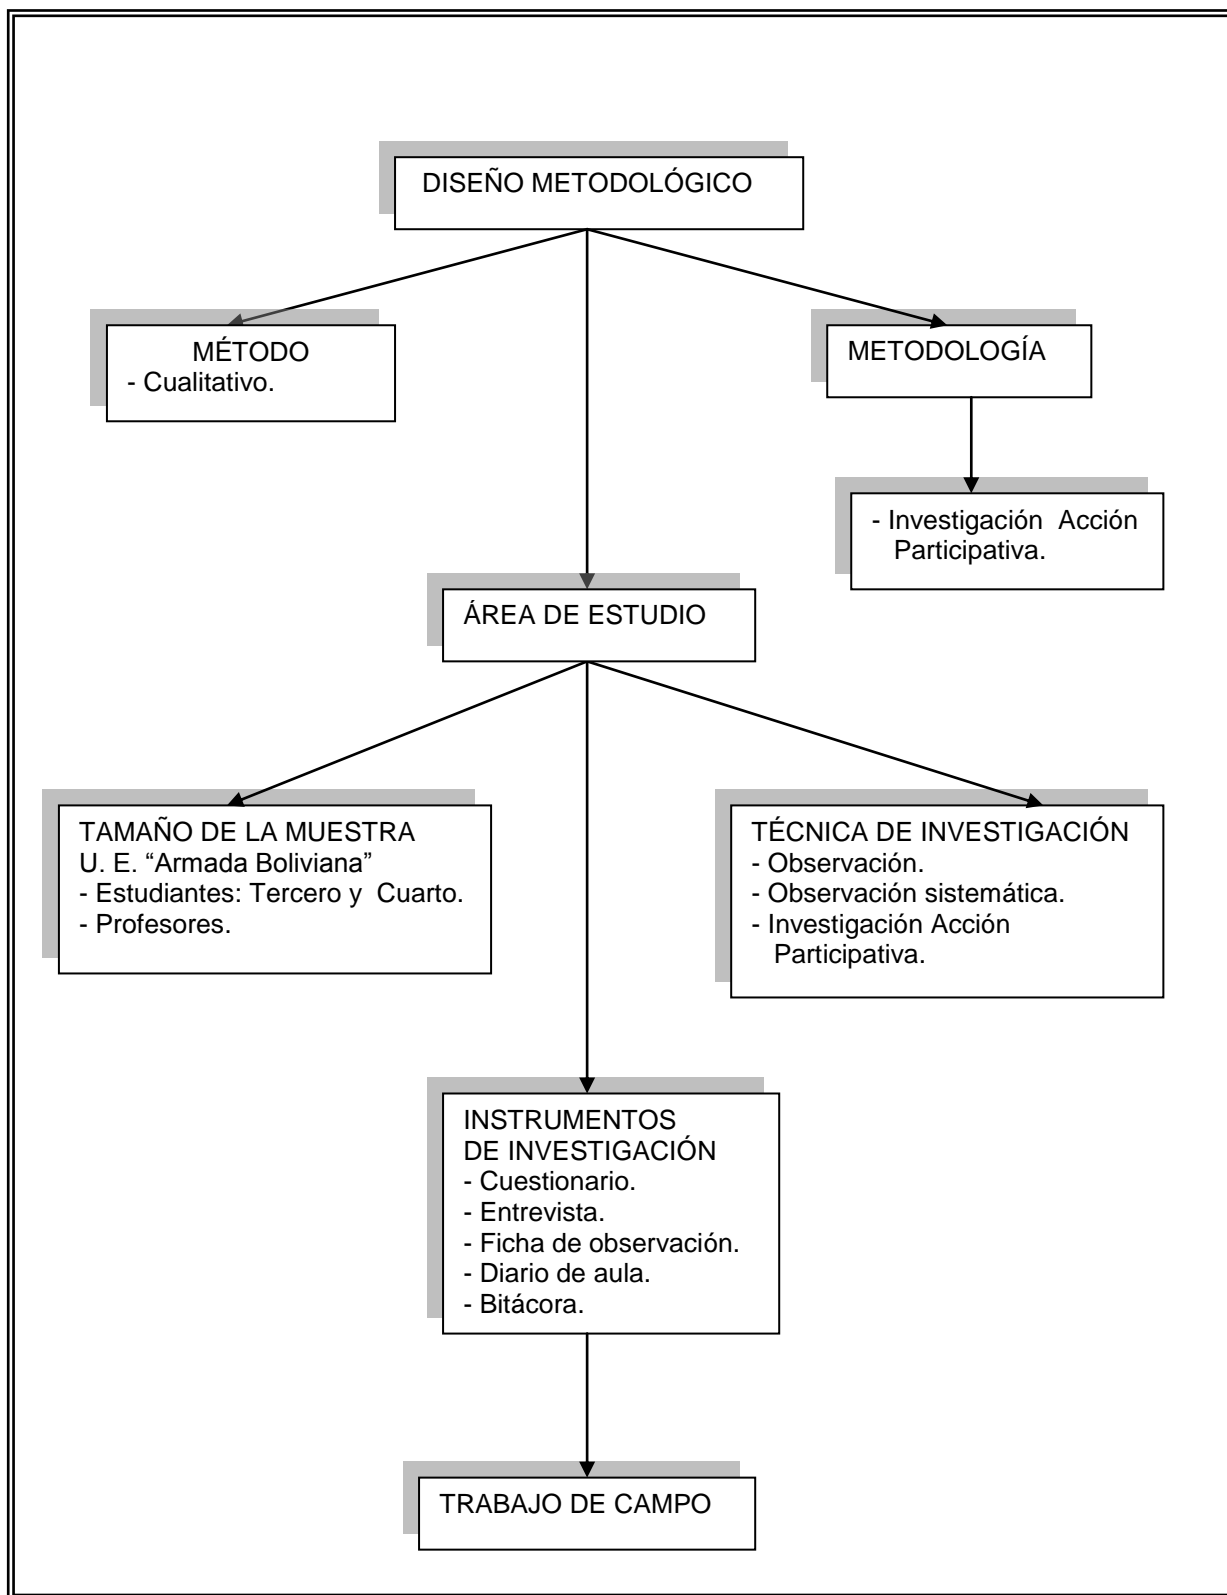 DISEÑO METODOLÓGICO
MÉTODO
- Cualitativo.
METODOLOGÍA
- Investigación Acción
Participativa.
ÁREA DE ESTUDIO
TAMAÑO DE LA MUESTRA
U. E. “Armada Boliviana”
- Estudiantes: Tercero y Cuarto.
- Profesores.
TÉCNICA DE INVESTIGACIÓN
- Observación.
- Observación sistemática.
- Investigación Acción
Participativa.
INSTRUMENTOS
DE INVESTIGACIÓN
- Cuestionario.
- Entrevista.
- Ficha de observación.
- Diario de aula.
- Bitácora.
TRABAJO DE CAMPO